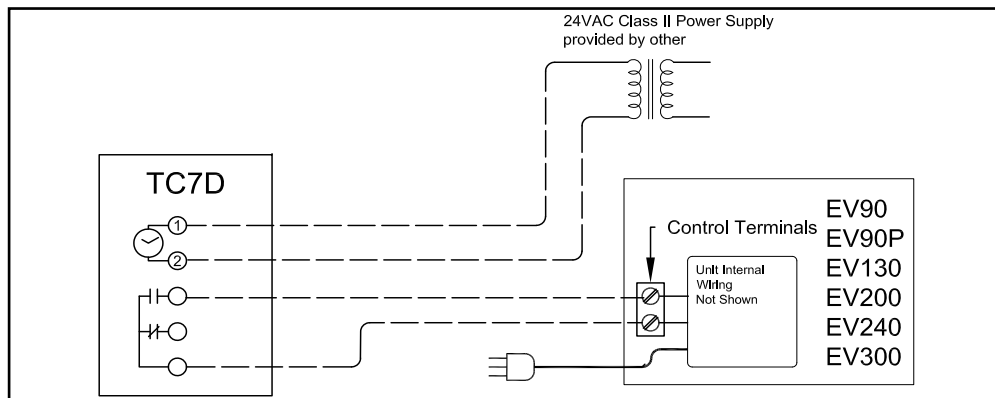 24VAC Class II Power Supply
provided by other
TC7D
1
2
Control Terminals
Unit Internal
Wiring
Not Shown
EV90
EV90P
EV130
EV200
EV240
EV300